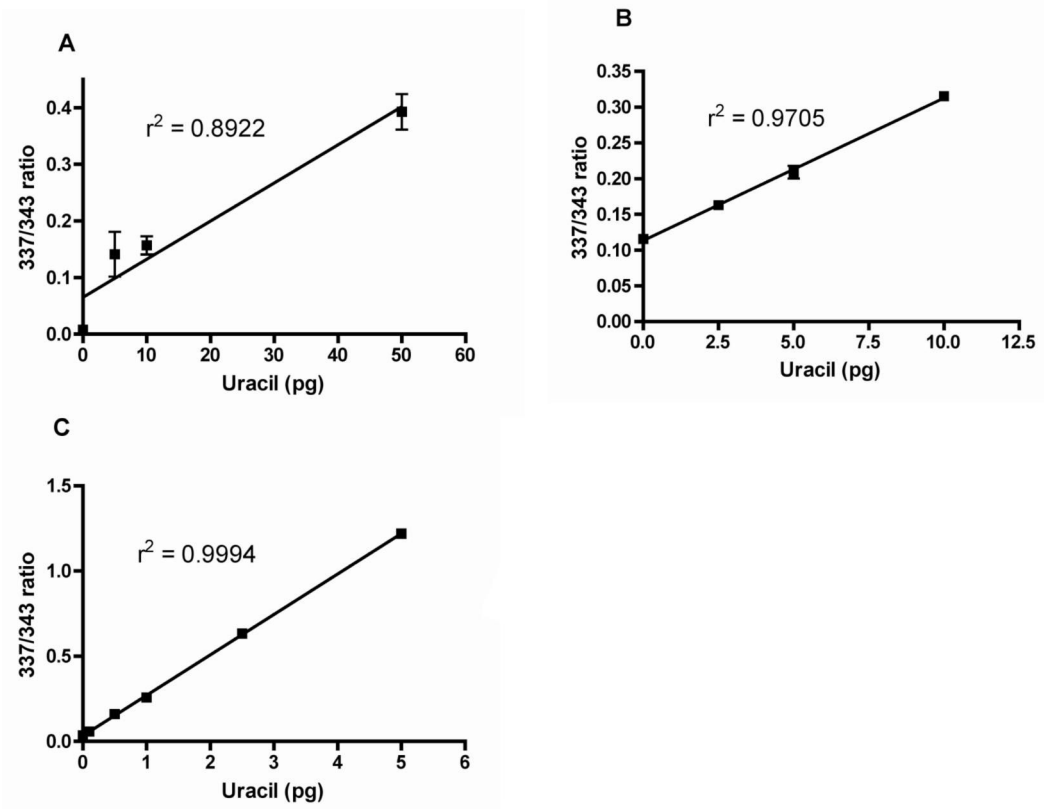 A
r² = 0.8922
337/343 ratio
0.4
0.3
0.2
0.1
0.0
0 10 20 30 40 50 60
Uracil (pg)
B
r² = 0.9705
337/343 ratio
0.35
0.30
0.25
0.20
0.15
0.10
0.05
0.00
0.0 2.5 5.0 7.5 10.0 12.5
Uracil (pg)
C
r² = 0.9994
337/343 ratio
1.5
1.0
0.5
0.0
0 1 2 3 4 5 6
Uracil (pg)